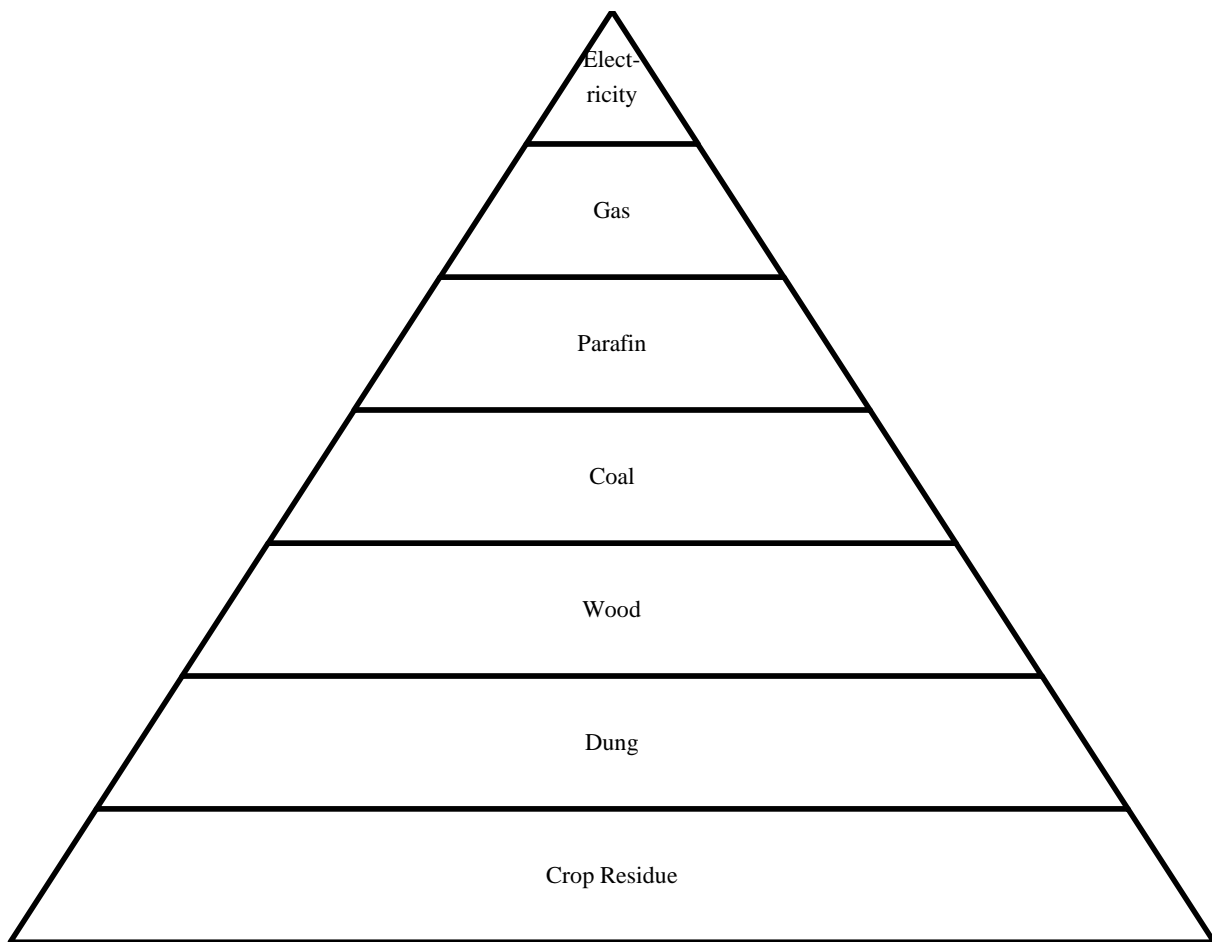 Elect-
ricity
Gas
Parafin
Coal
Wood
Dung
Crop Residue